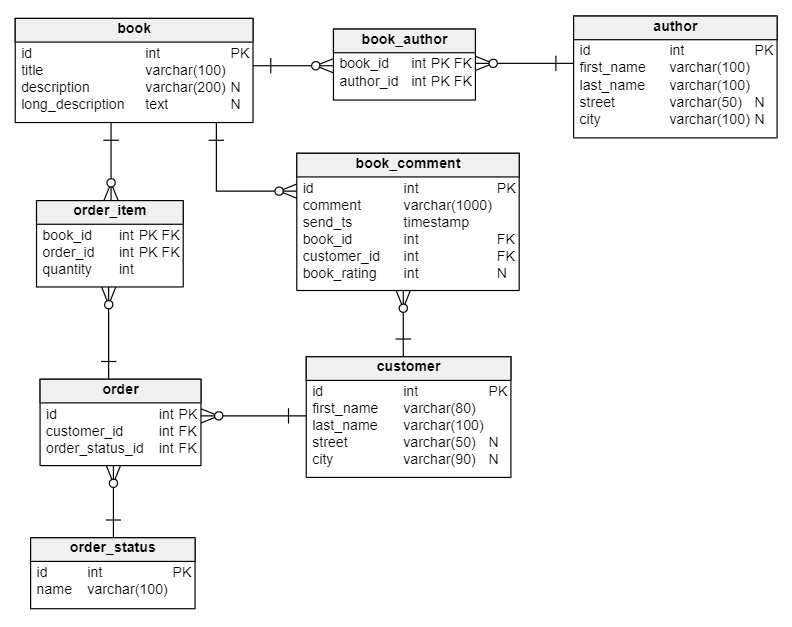 book
id int PK
title varchar(100)
description varchar(200) N
long_description text N
book_author
book_id int PK FK
author_id int PK FK
author
id int PK
first_name varchar(100)
last_name varchar(100)
street varchar(50) N
city varchar(100) N
order_item
book_id int PK FK
order_id int PK FK
quantity int
book_comment
id int PK
comment varchar(1000)
send_ts timestamp
book_id int FK
customer_id int FK
book_rating int N
order
id int PK
customer_id int FK
order_status_id int FK
customer
id int PK
first_name varchar(80)
last_name varchar(100)
street varchar(50) N
city varchar(90) N
order_status
id int PK
name varchar(100)